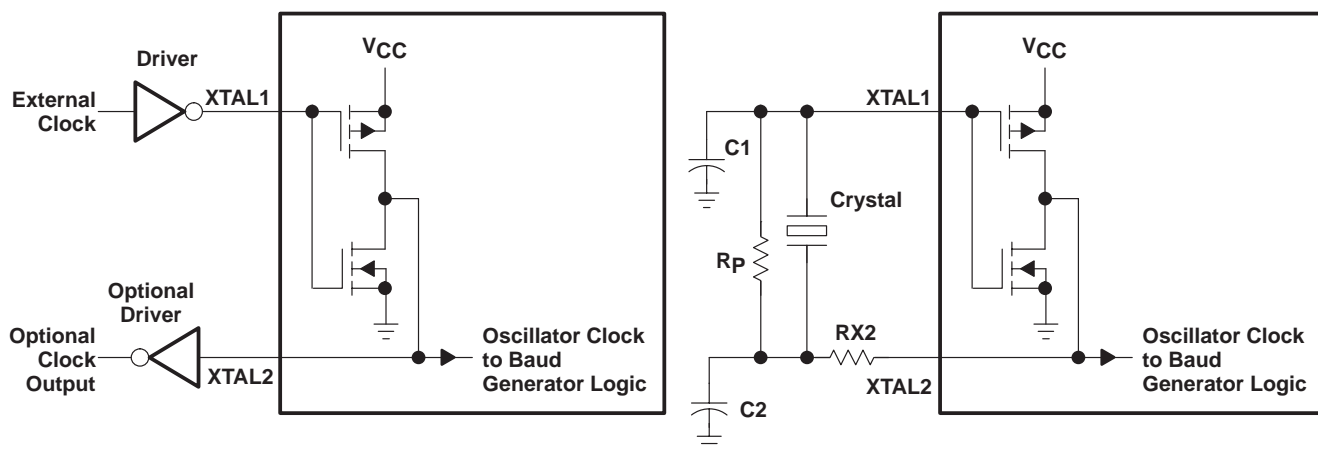 Driver
External
Clock
XTAL1
VCC
Optional
Driver
Optional
Clock
Output
XTAL2
Oscillator Clock
to Baud
Generator Logic
VCC
XTAL1
C1
Crystal
RP
RX2
XTAL2
C2
Oscillator Clock
to Baud
Generator Logic